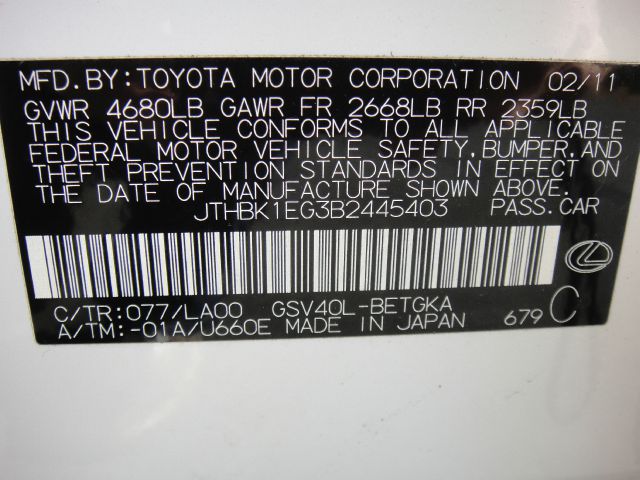 MFD.BY:TOYOTA MOTOR CORPORATION 02/11
GVWR 4680LB GAWR FR 2668LB RR 2359LB
THIS VEHICLE CONFORMS TO ALL APPLICABLE
FEDERAL MOTOR VEHICLE SAFETY,BUMPER,AND
THEFT PREVENTION STANDARDS IN EFFECT ON
THE DATE OF MANUFACTURE SHOWN ABOVE.
JTHBK1EG3B2445403 PASS.CAR
C/TR:077/LA00 GSV40L-BETGKA
A/TM:-01A/U660E MADE IN JAPAN 679 C